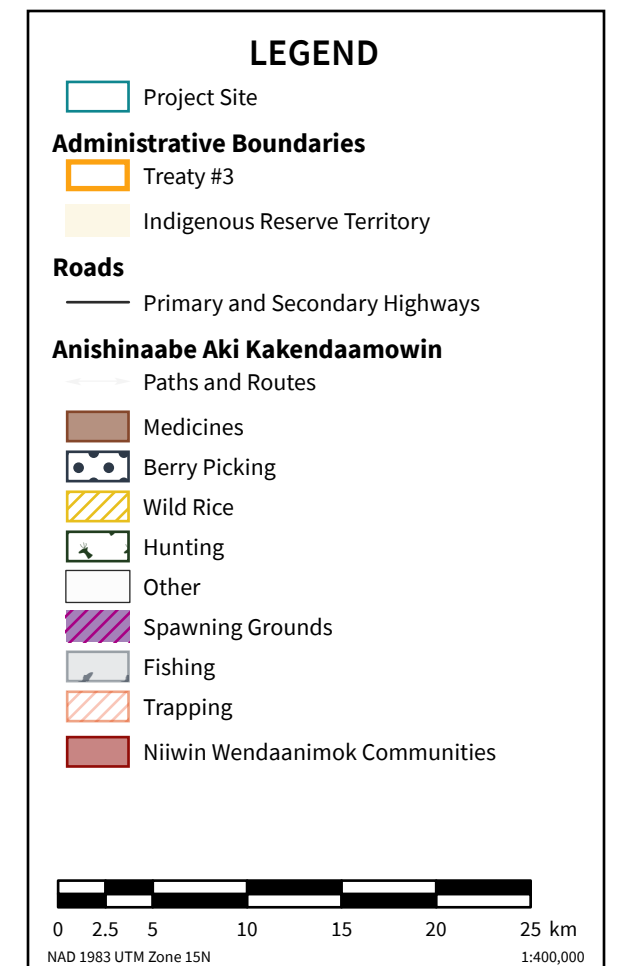 LEGEND
Project Site
Administrative Boundaries
Treaty #3
Indigenous Reserve Territory
Roads
Primary and Secondary Highways
Anishinaabe Aki Kakendaamowin
Paths and Routes
Medicines
Berry Picking
Wild Rice
Hunting
Other
Spawning Grounds
Fishing
Trapping
Niiwin Wendaanimok Communities
0 2.5 5 10 15 20 25 km
NAD 1983 UTM Zone 15N 1:400,000